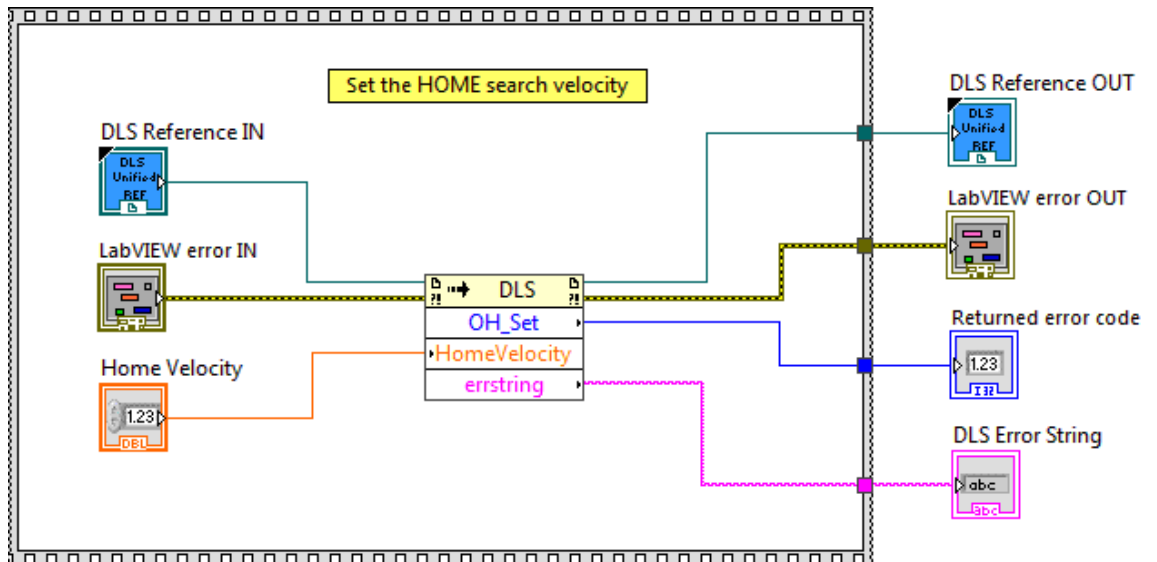 Set the HOME search velocity
DLS Reference IN
DLS
Unified
REF
LabVIEW error IN
?!
Home Velocity
1.23
DBL
DLS
?!
?!
OH_Set
HomeVelocity
errstring
DLS Reference OUT
DLS
Unified
REF
LabVIEW error OUT
Returned error code
1.23
I32
DLS Error String
abc
abc